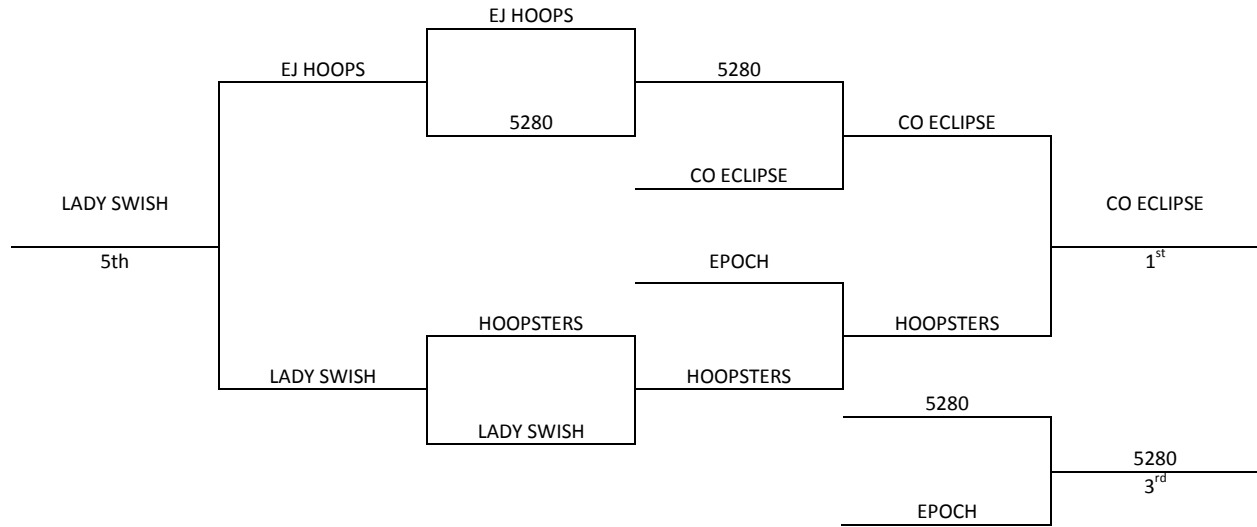 EJ HOOPS
EJ HOOPS
5280
5280
CO ECLIPSE
CO ECLIPSE
LADY SWISH
CO ECLIPSE
5th
EPOCH
1st
HOOPSTERS
HOOPSTERS
LADY SWISH
HOOPSTERS
5280
LADY SWISH
5280
3rd
EPOCH